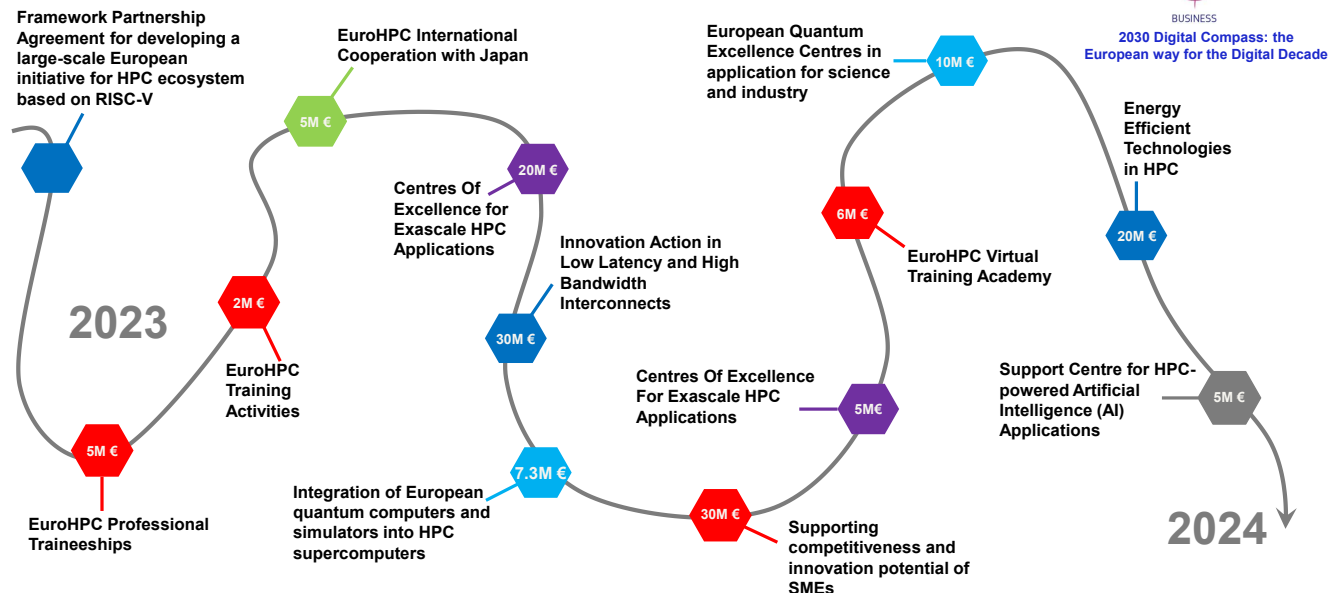 Framework Partnership
Agreement for developing a
large-scale European
initiative for HPC ecosystem
based on RISC-V
5M €
EuroHPC Professional
Traineeships
2023
2M €
EuroHPC
Training
Activities
EuroHPC International
Cooperation with Japan
5M €
20M €
Centres Of
Excellence for
Exascale HPC
Applications
Innovation Action in
Low Latency and High
Bandwidth
Interconnects
30M €
7.3M €
Integration of European
quantum computers and
simulators into HPC
supercomputers
30M €
Supporting
competitiveness and
innovation potential of
SMEs
Centres Of Excellence
For Exascale HPC
Applications
5M€
6M €
EuroHPC Virtual
Training Academy
European Quantum
Excellence Centres in
application for science
and industry
10M €
BUSINESS
2030 Digital Compass: the
European way for the Digital Decade
Energy
Efficient
Technologies
in HPC
20M €
Support Centre for HPC-
powered Artificial
Intelligence (AI)
Applications
5M €
2024